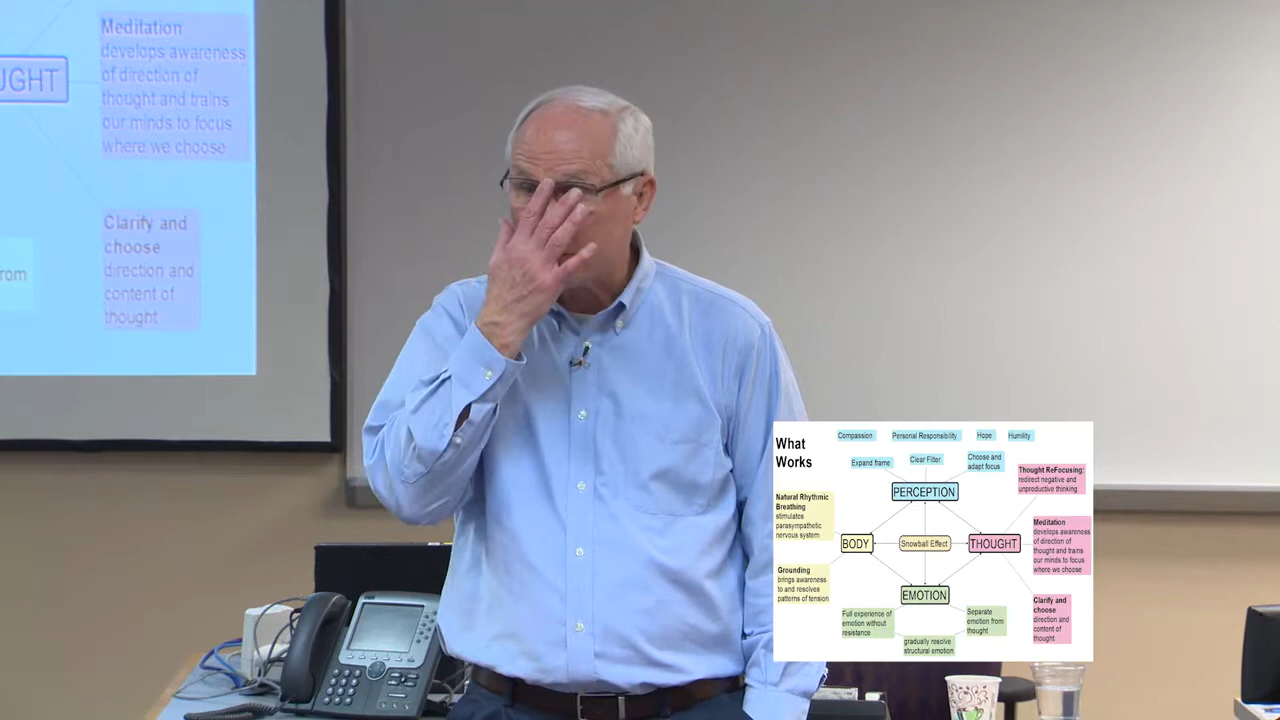 Meditation
develops awareness
UGHT
of direction of
thought and trains
our minds to focus
where we choose
Clarify and
choose
direction and
content of
thought
rom
What
Works
Compassion
Personal Responsibility
Hope
Humility
Expand frame
Clear Filter
Choose and
adapt focus
PERCEPTION
Thought ReFocusing:
redirect negative and
unproductive thinking
Natural Rhythmic
Breathing
stimulates
parasympathetic
nervous system
BODY
Snowball Effect
THOUGHT
Meditation
develops awareness
of direction of
thought and trains
our minds to focus
where we choose
Grounding
brings awareness
to and resolves
patterns of tension
EMOTION
Full experience of
emotion without
resistance
gradually resolve
structural emotion
Separate
emotion from
thought
Clarify and
choose
direction and
content of
thought